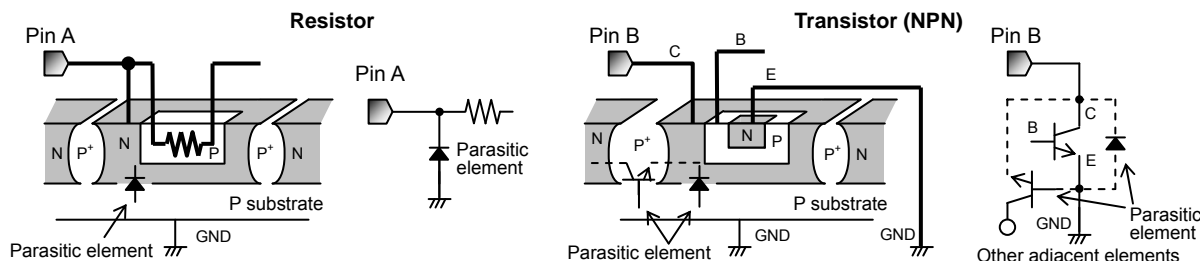 Resistor
Pin A
N
N
P
P+
P+
N
P substrate
Parasitic element
GND
Pin A
Parasitic
element
Transistor (NPN)
Pin B
C
B
E
N
P+
N
N
P
P+
N
P substrate
Parasitic element
GND
GND
Pin B
C
B
E
GND
Parasitic
element
Other adjacent elements